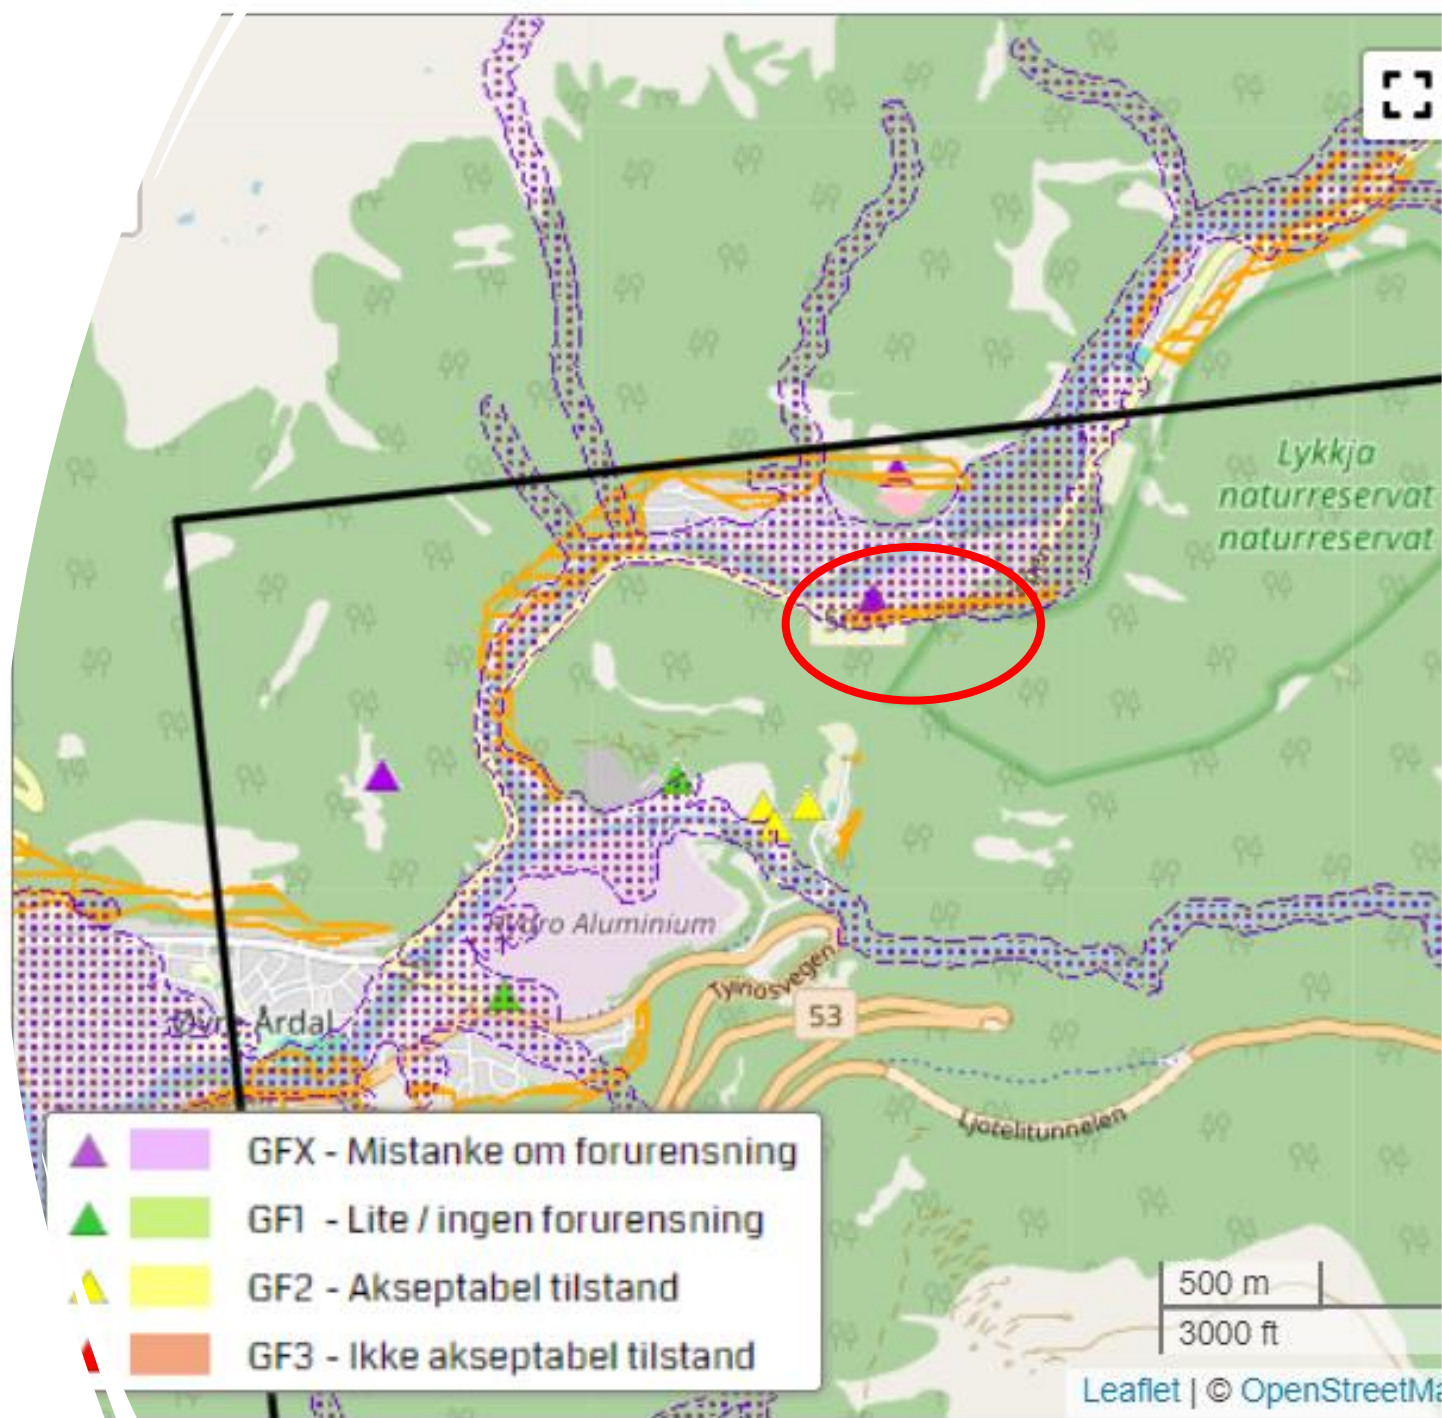 Lykkja
naturreservat
naturreservat
Hydro Aluminium
Tyinosvegen
53
Øvre Årdal
Ljotelitunnelen
GFX - Mistanke om forurensning
GF1 - Lite / ingen forurensning
GF2 - Akseptabel tilstand
GF3 - Ikke akseptabel tilstand
500 m
3000 ft
Leaflet | © OpenStreetMa